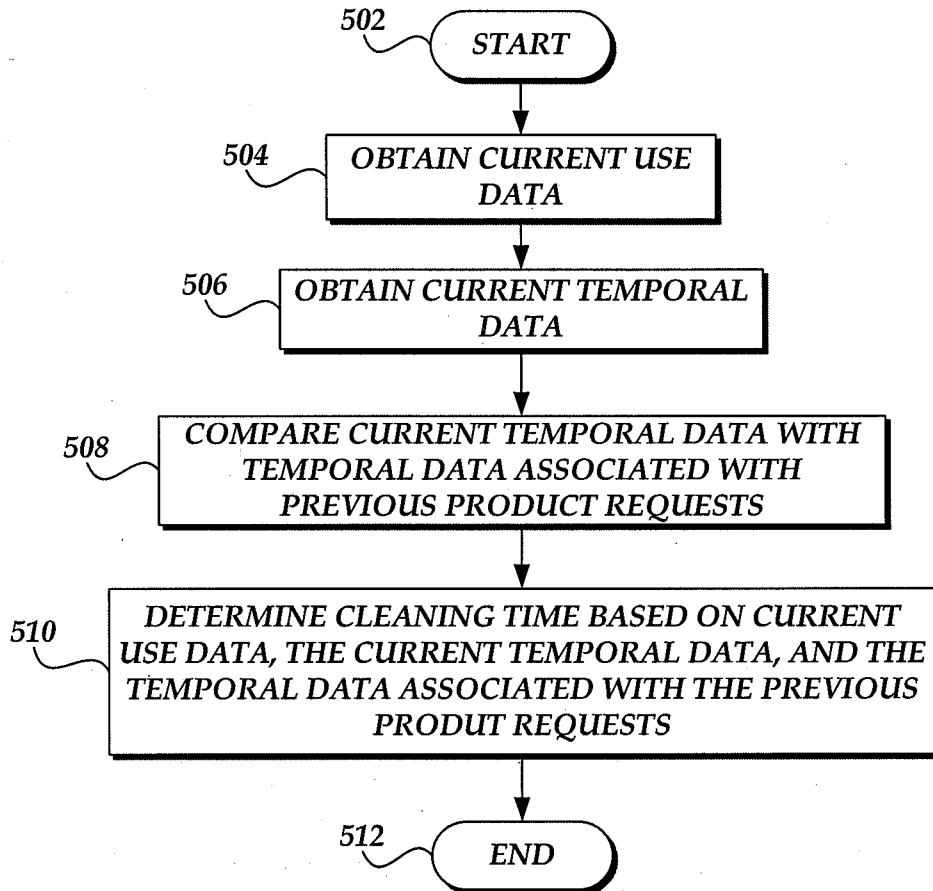 502
START
504
OBTAIN CURRENT USE
DATA
506
OBTAIN CURRENT TEMPORAL
DATA
508
COMPARE CURRENT TEMPORAL DATA WITH
TEMPORAL DATA ASSOCIATED WITH
PREVIOUS PRODUCT REQUESTS
510
DETERMINE CLEANING TIME BASED ON CURRENT
USE DATA, THE CURRENT TEMPORAL DATA, AND THE
TEMPORAL DATA ASSOCIATED WITH THE PREVIOUS
PRODUT REQUESTS
512
END